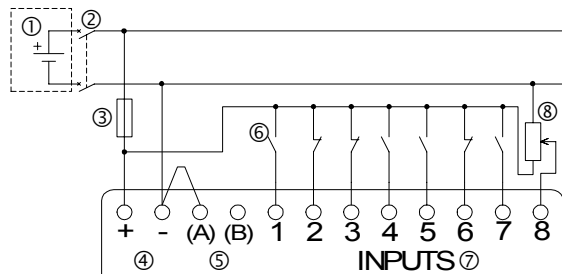 ① ②
+
③
⑥ ⑧
+ - (A) (B) 1 2 3 4 5 6 7 8
④ ⑤ INPUTS ⑦